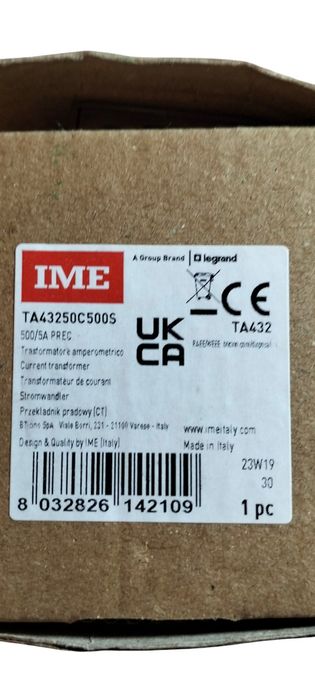 IME
A Group Brand | legrand
CE
TA43250C500S
TA432
500/5A PREC
UK
CA
Trasformatore amperometrico
Current transformer
Transformateur de courant
Stromwandler
Przekładnik prądowy (CT)
BTicino SpA Viale Borri, 231 - 21100 Varese - Italy
www.imeitaly.com
Design & Quality by IME (Italy)
Made in Italy
23W19
30
8 032826 142109
1 pc